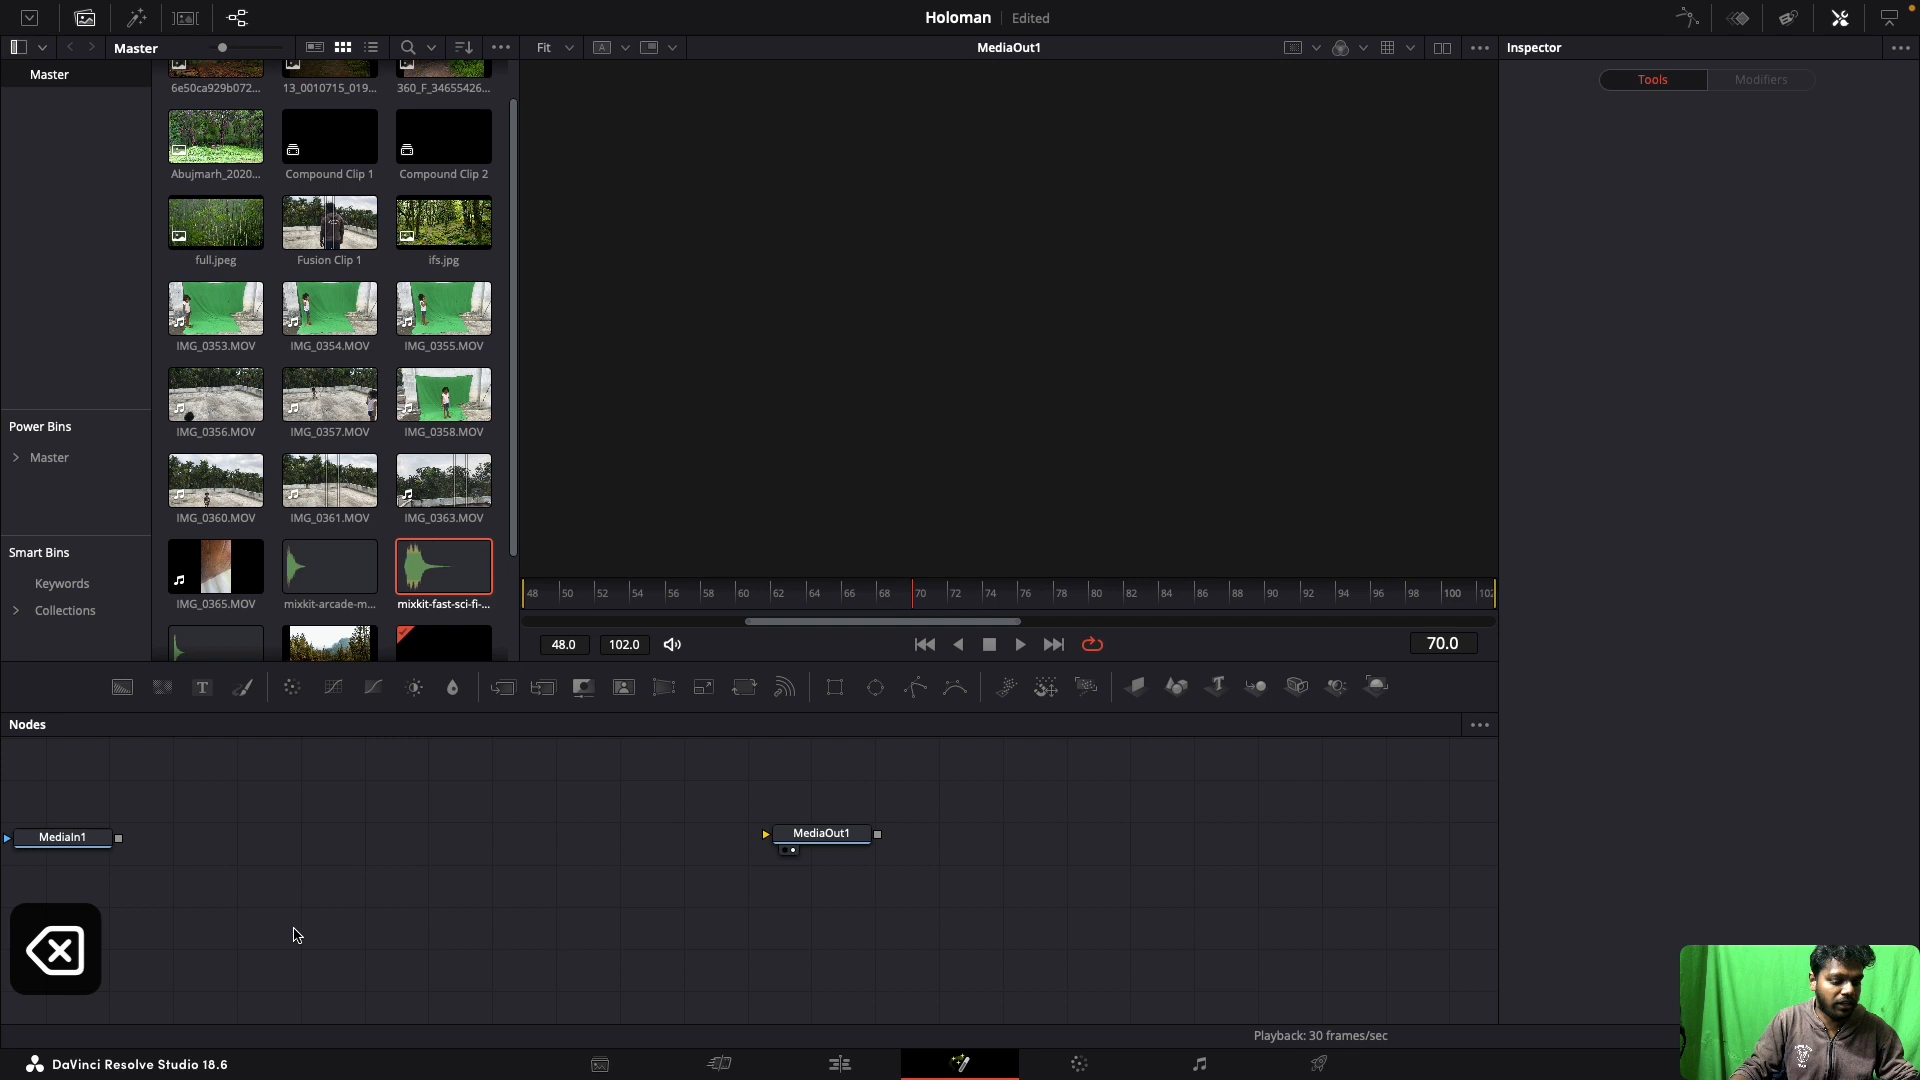 Holoman
Edited
Master
Fit
A
MediaOut1
Inspector
Master
Tools
Modifiers
6e50ca929b072...
13_0010715_019...
360_F_34655426...
Abujmarh_2020...
Compound Clip 1
Compound Clip 2
full.jpeg
Fusion Clip 1
ifs.jpg
IMG_0353.MOV
IMG_0354.MOV
IMG_0355.MOV
IMG_0356.MOV
IMG_0357.MOV
IMG_0358.MOV
Power Bins
Master
IMG_0360.MOV
IMG_0361.MOV
IMG_0363.MOV
Smart Bins
Keywords
Collections
IMG_0365.MOV
mixkit-arcade-m...
mixkit-fast-sci-fi-...
48 50 52 54 56 58 60 62 64 66 68 70 72 74 76 78 80 82 84 86 88 90 92 94 96 98 100
48.0
102.0
70.0
T
Nodes
MediaIn1
MediaOut1
Playback: 30 frames/sec
DaVinci Resolve Studio 18.6